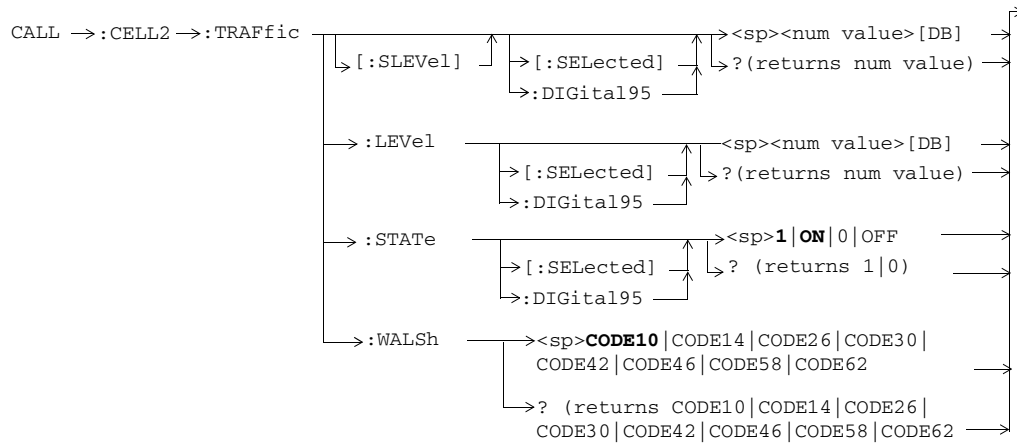 CALL :CELL2 :TRAFfic <sp><num value>[DB]
[:SLEVel] [:SELected] ?(returns num value)
:DIGital95
:LEVel <sp><num value>[DB]
[:SELected] ?(returns num value)
:DIGital95
:STATe <sp>1|ON|0|OFF
[:SELected] ? (returns 1|0)
:DIGital95
:WALSh <sp>CODE10|CODE14|CODE26|CODE30|
CODE42|CODE46|CODE58|CODE62
? (returns CODE10|CODE14|CODE26|
CODE30|CODE42|CODE46|CODE58|CODE62